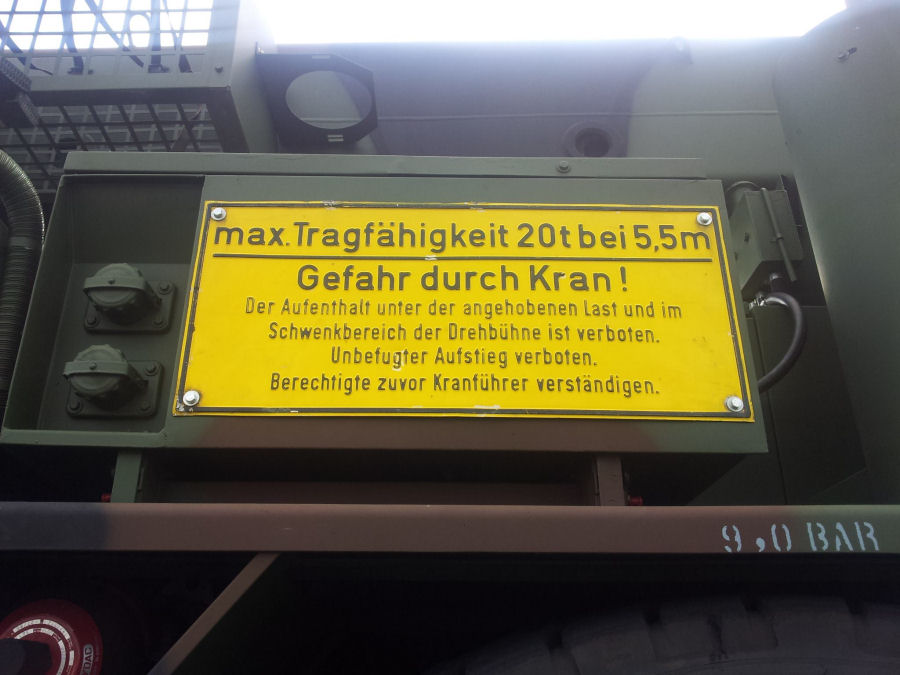 max. Tragfähigkeit 20t bei 5,5m
Gefahr durch Kran!
Der Aufenthalt unter der angehobenen Last und im
Schwenkbereich der Drehbühne ist verboten.
Unbefugter Aufstieg verboten.
Berechtigte zuvor Kranführer verständigen.
9,0 BAR